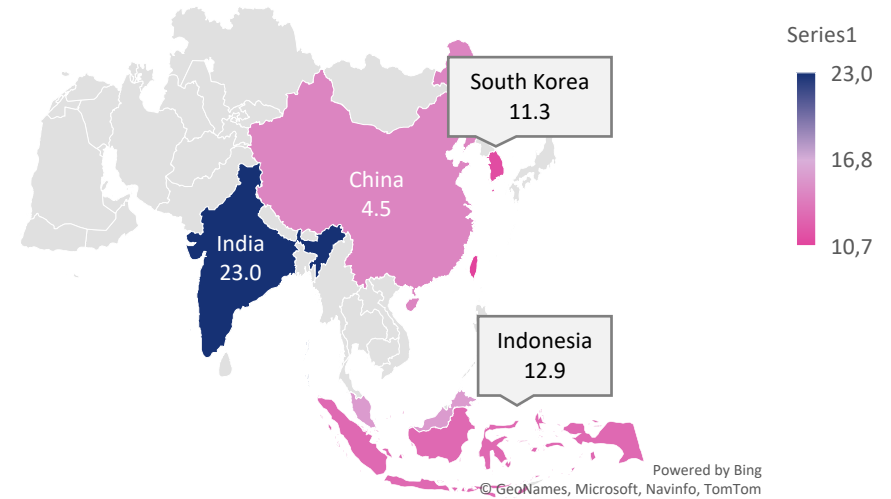 Series1
South Korea
11.3
23,0
16,8
10,7
China
4.5
India
23.0
Indonesia
12.9
Powered by Bing
© GeoNames, Microsoft, Navinfo, TomTom